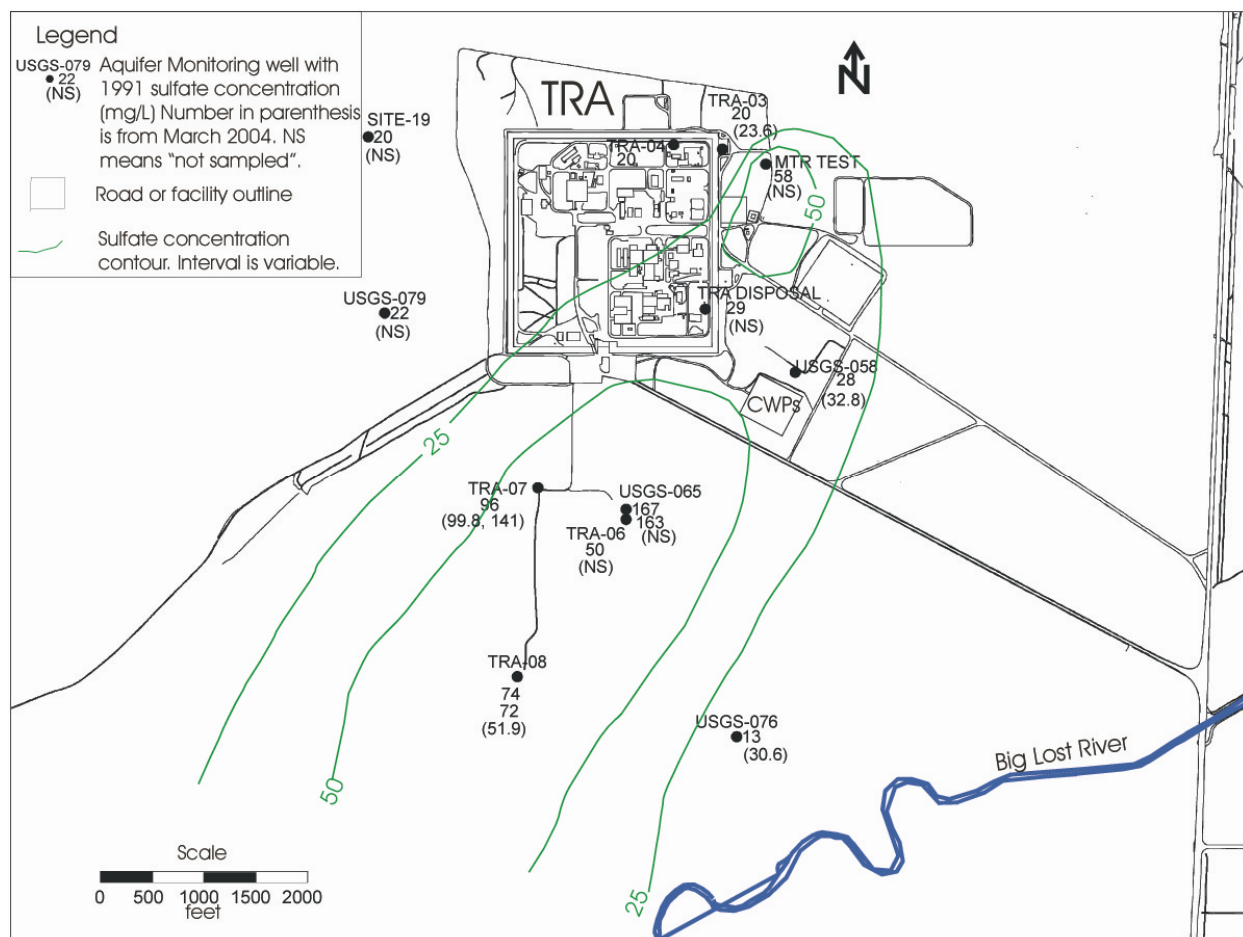 Legend
USGS-079
22
(NS)
Aquifer Monitoring well with
1991 sulfate concentration
(mg/L) Number in parenthesis
is from March 2004. NS
means "not sampled".
Road or facility outline
Sulfate concentration
contour. Interval is variable.
TRA
N
SITE-19
20
(NS)
TRA-03
20
(23.6)
TRA-04
20
MTR TEST
58
(NS)
50
USGS-079
22
(NS)
TRA DISPOSAL
29
(NS)
USGS-058
28
(32.8)
CWPs
25
TRA-07
96
(99.8, 141)
USGS-065
167
163
(NS)
TRA-06
50
(NS)
TRA-08
74
72
(51.9)
USGS-076
13
(30.6)
Big Lost River
50
25
Scale
0 500 1000 1500 2000
feet